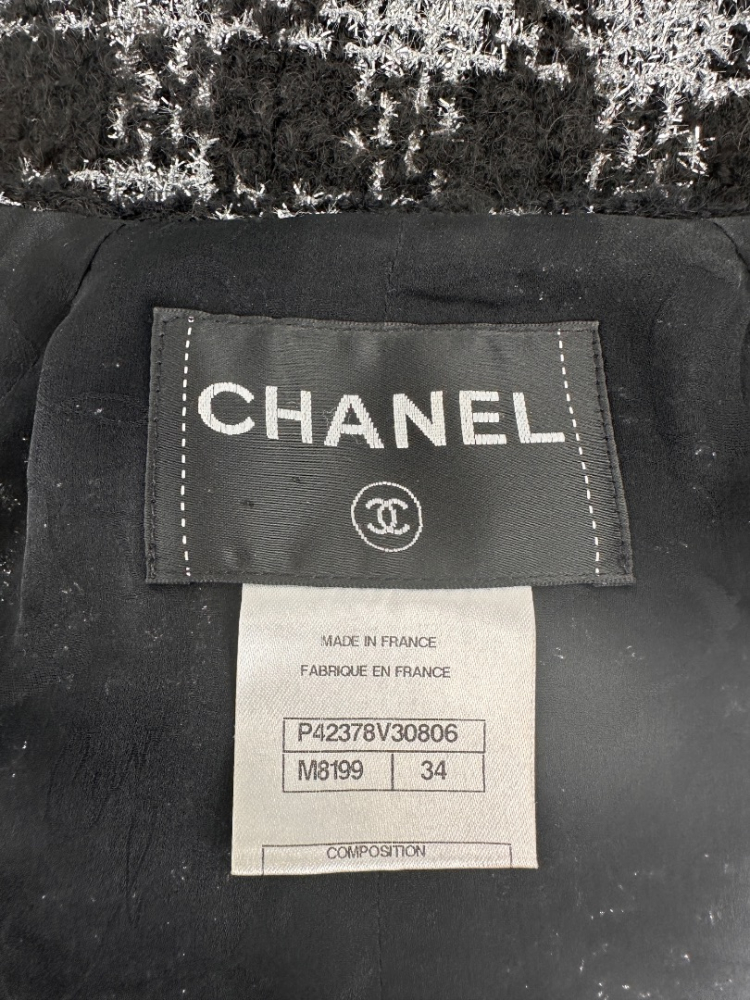 CHANEL
MADE IN FRANCE
FABRIQUE EN FRANCE
P42378V30806
M8199 34
COMPOSITION